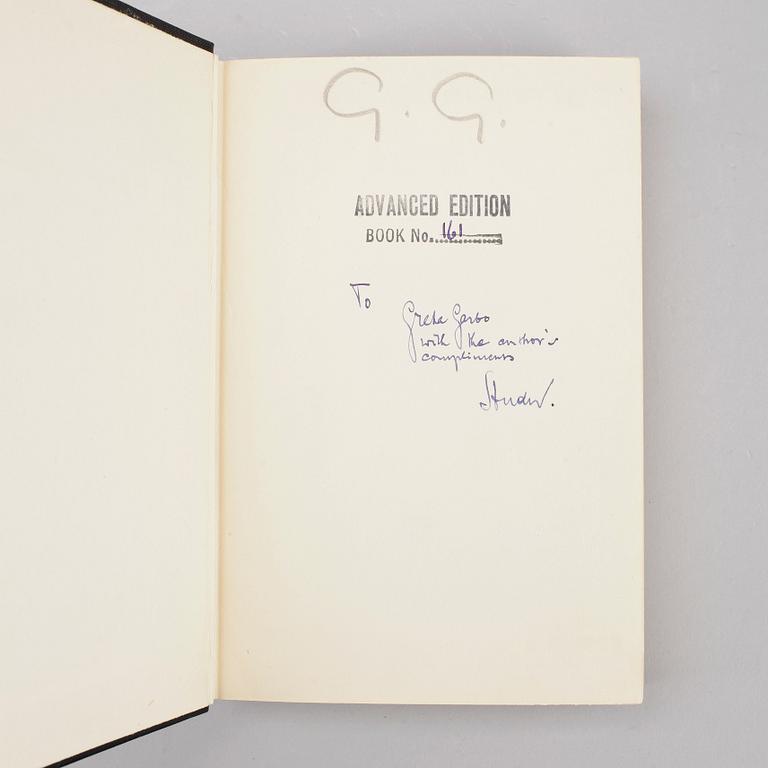 G. G.
ADVANCED EDITION
BOOK No. 161
To
Greta Garbo
with the author's
compliments